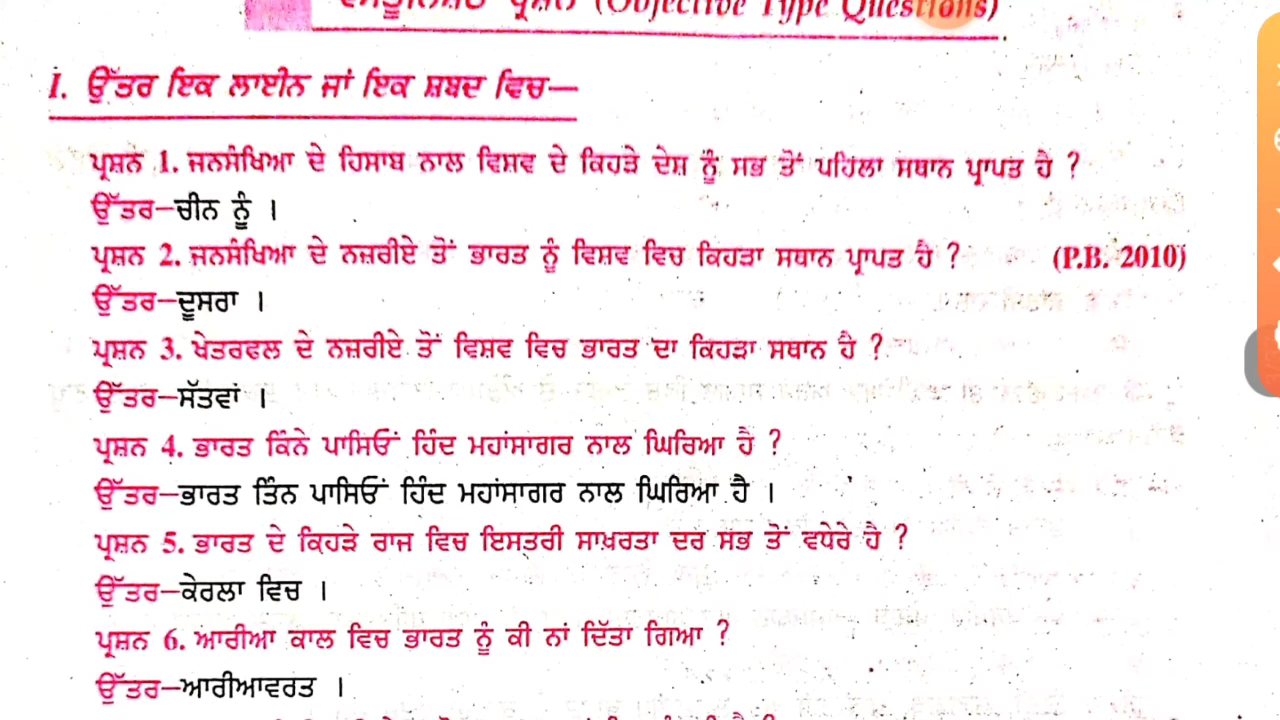 ਵਸਤੂਨਿਸ਼ਠ ਪ੍ਰਸ਼ਨ (Objective Type Questions)
I. ਉੱਤਰ ਇਕ ਲਾਈਨ ਜਾਂ ਇਕ ਸ਼ਬਦ ਵਿਚ—
ਪ੍ਰਸ਼ਨ 1. ਜਨਸੰਖਿਆ ਦੇ ਹਿਸਾਬ ਨਾਲ ਵਿਸ਼ਵ ਦੇ ਕਿਹੜੇ ਦੇਸ਼ ਨੂੰ ਸਭ ਤੋਂ ਪਹਿਲਾ ਸਥਾਨ ਪ੍ਰਾਪਤ ਹੈ ?
ਉੱਤਰ—ਚੀਨ ਨੂੰ ।
ਪ੍ਰਸ਼ਨ 2. ਜਨਸੰਖਿਆ ਦੇ ਨਜ਼ਰੀਏ ਤੋਂ ਭਾਰਤ ਨੂੰ ਵਿਸ਼ਵ ਵਿਚ ਕਿਹੜਾ ਸਥਾਨ ਪ੍ਰਾਪਤ ਹੈ ? (P.B. 2010)
ਉੱਤਰ—ਦੂਸਰਾ ।
ਪ੍ਰਸ਼ਨ 3. ਖੇਤਰਫਲ ਦੇ ਨਜ਼ਰੀਏ ਤੋਂ ਵਿਸ਼ਵ ਵਿਚ ਭਾਰਤ ਦਾ ਕਿਹੜਾ ਸਥਾਨ ਹੈ ?
ਉੱਤਰ—ਸੱਤਵਾਂ ।
ਪ੍ਰਸ਼ਨ 4. ਭਾਰਤ ਕਿੰਨੇ ਪਾਸਿਓਂ ਹਿੰਦ ਮਹਾਂਸਾਗਰ ਨਾਲ ਘਿਰਿਆ ਹੈ ?
ਉੱਤਰ—ਭਾਰਤ ਤਿੰਨ ਪਾਸਿਓਂ ਹਿੰਦ ਮਹਾਂਸਾਗਰ ਨਾਲ ਘਿਰਿਆ ਹੈ ।
ਪ੍ਰਸ਼ਨ 5. ਭਾਰਤ ਦੇ ਕਿਹੜੇ ਰਾਜ ਵਿਚ ਇਸਤਰੀ ਸਾਖ਼ਰਤਾ ਦਰ ਸਭ ਤੋਂ ਵਧੇਰੇ ਹੈ ?
ਉੱਤਰ—ਕੇਰਲਾ ਵਿਚ ।
ਪ੍ਰਸ਼ਨ 6. ਆਰੀਆ ਕਾਲ ਵਿਚ ਭਾਰਤ ਨੂੰ ਕੀ ਨਾਂ ਦਿੱਤਾ ਗਿਆ ?
ਉੱਤਰ—ਆਰੀਆਵਰਤ ।